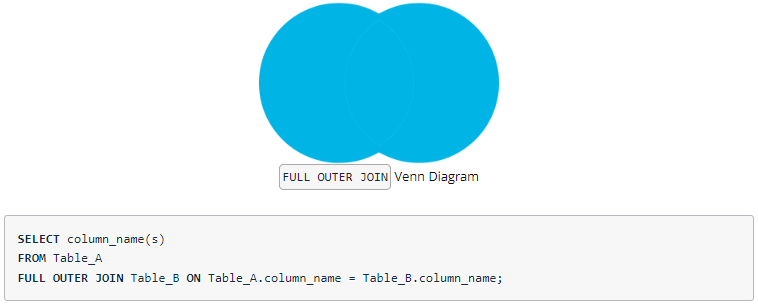 FULL OUTER JOIN Venn Diagram
SELECT column_name(s)
FROM Table_A
FULL OUTER JOIN Table_B ON Table_A.column_name = Table_B.column_name;